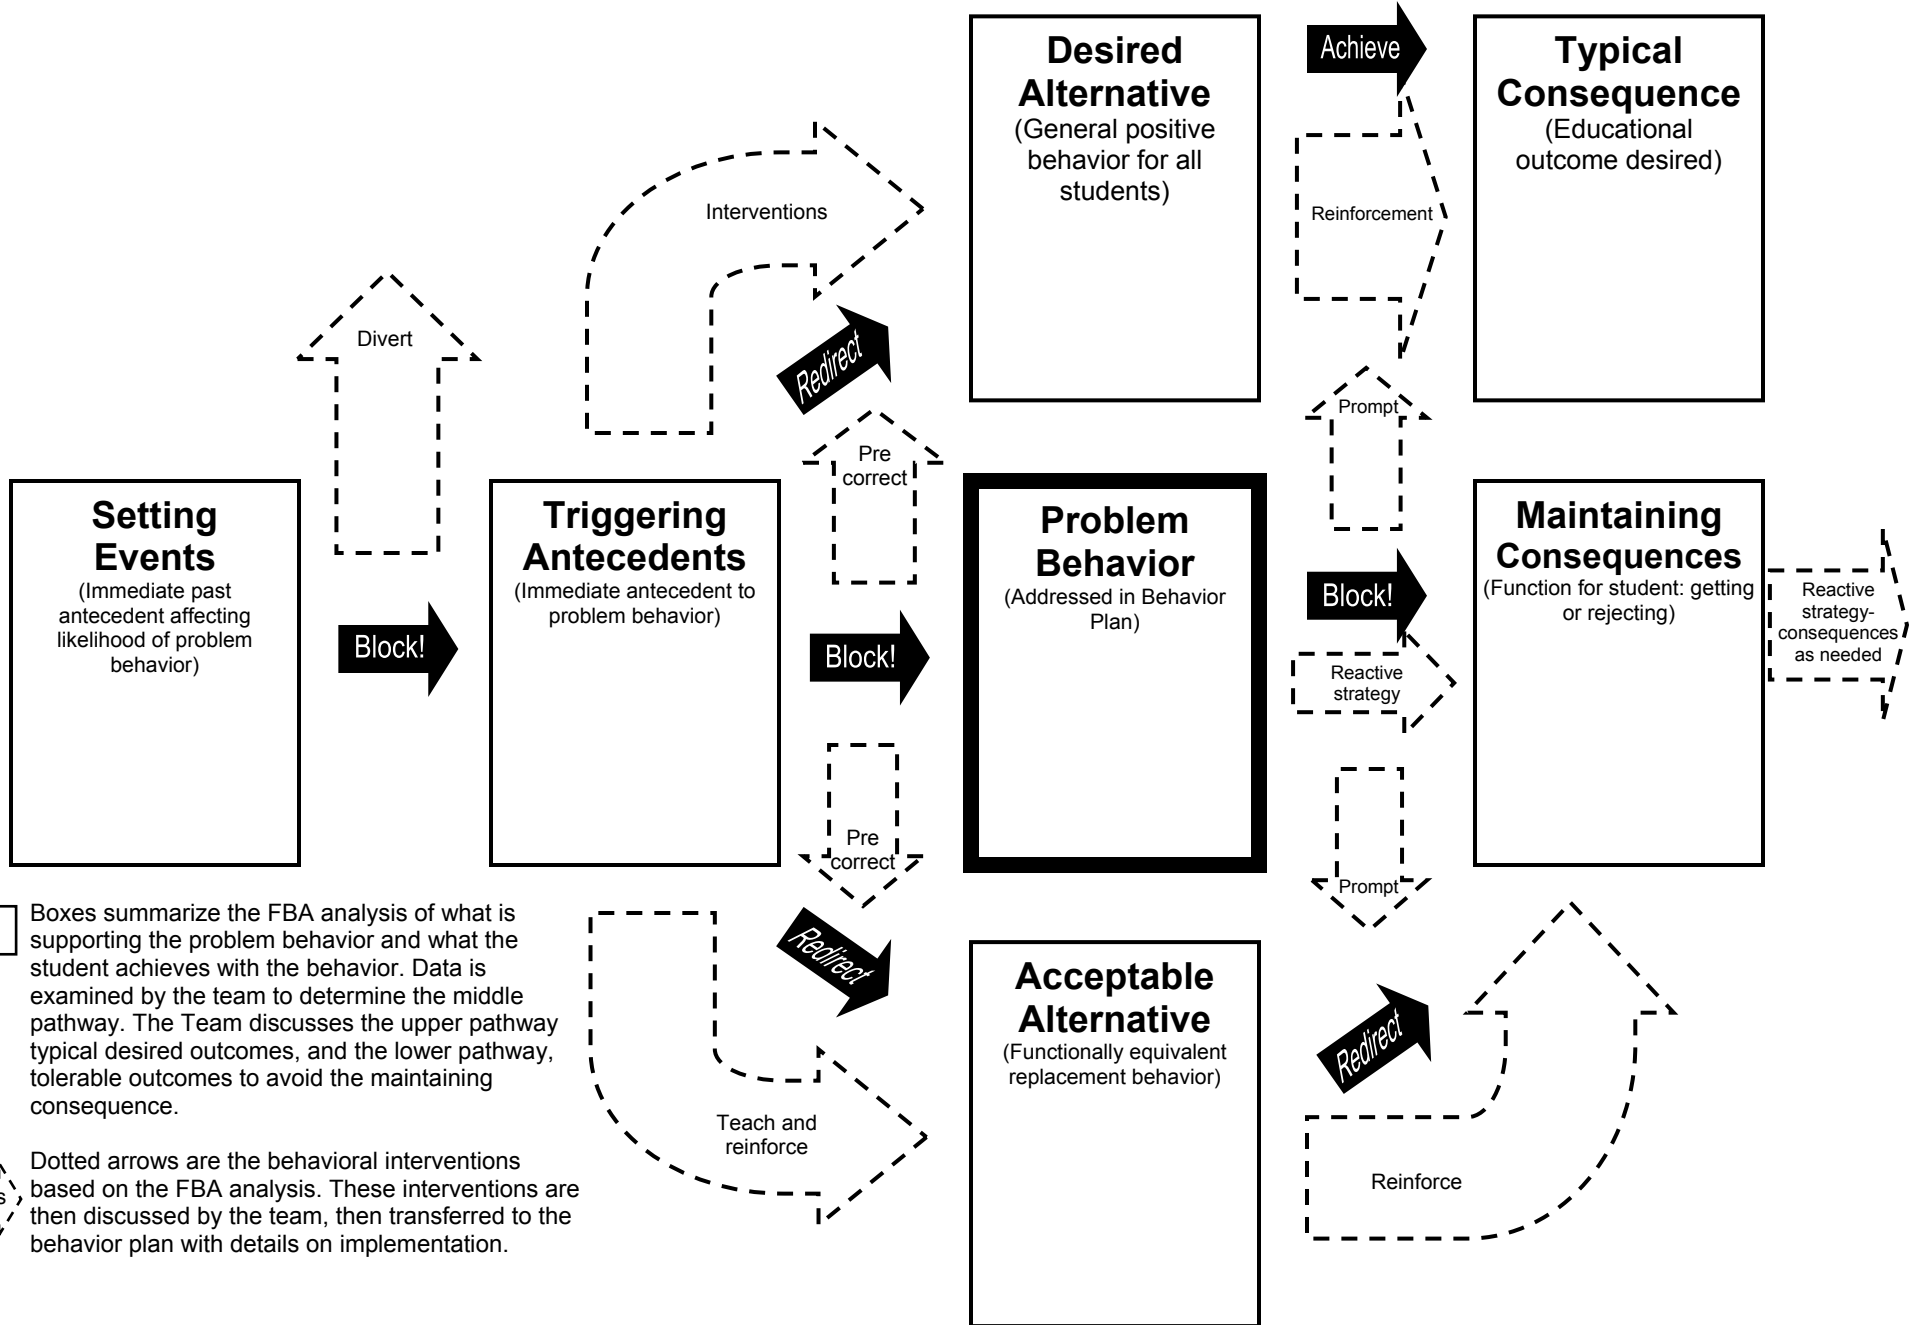 Desired
Alternative
(General positive
behavior for all
students)
Achieve
Reinforcement
Typical
Consequence
(Educational
outcome desired)
Interventions
Divert
Redirect
Pre
correct
Prompt
Setting
Events
(Immediate past
antecedent affecting
likelihood of problem
behavior)
Block!
Triggering
Antecedents
(Immediate antecedent to
problem behavior)
Block!
Problem
Behavior
(Addressed in Behavior
Plan)
Block!
Reactive
strategy
Maintaining
Consequences
(Function for student: getting
or rejecting)
Reactive
strategy-
consequences
as needed
Pre
correct
Prompt
Redirect
Teach and
reinforce
Acceptable
Alternative
(Functionally equivalent
replacement behavior)
Redirect
Reinforce
Boxes summarize the FBA analysis of what is
supporting the problem behavior and what the
student achieves with the behavior. Data is
examined by the team to determine the middle
pathway. The Team discusses the upper pathway
typical desired outcomes, and the lower pathway,
tolerable outcomes to avoid the maintaining
consequence.
Dotted arrows are the behavioral interventions
based on the FBA analysis. These interventions are
then discussed by the team, then transferred to the
behavior plan with details on implementation.